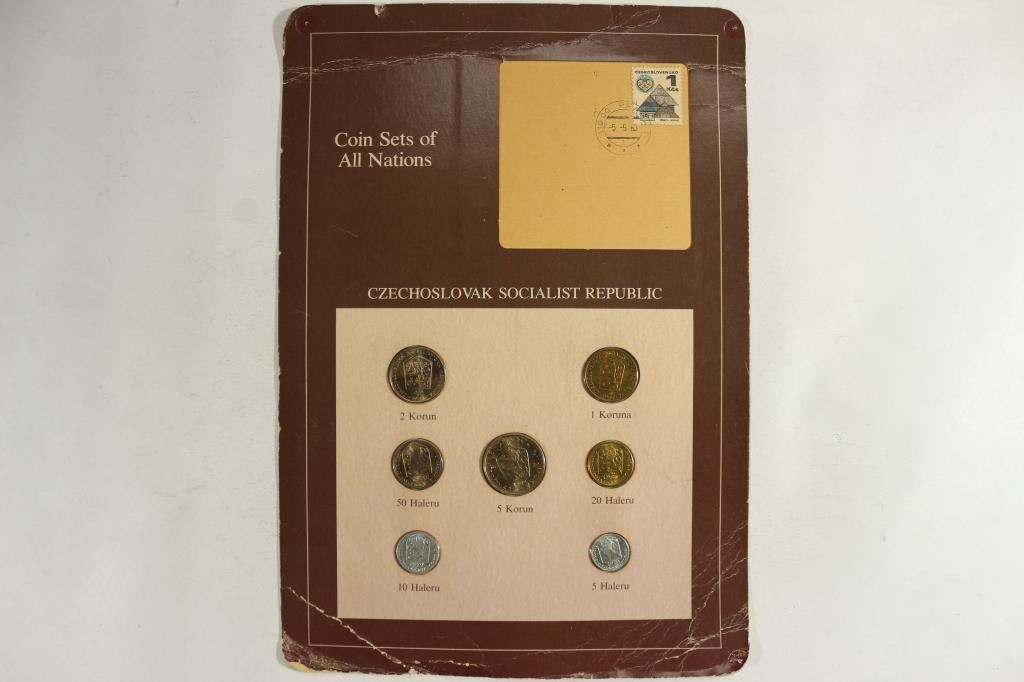 Coin Sets of
All Nations
ČESKOSLOVENSKO
1
Kčs
CZECHOSLOVAK SOCIALIST REPUBLIC
2 Korun
1 Koruna
50 Haleru
5 Korun
20 Haleru
10 Haleru
5 Haleru